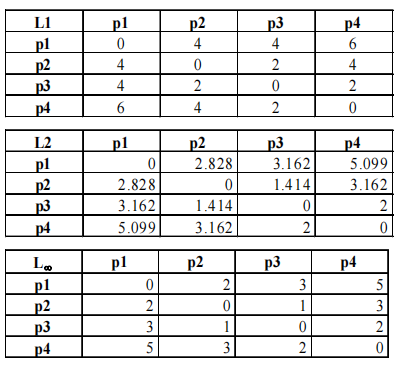 L1 p1 p2 p3 p4
p1 0 4 4 6
p2 4 0 2 4
p3 4 2 0 2
p4 6 4 2 0
L2 p1 p2 p3 p4
p1 0 2.828 3.162 5.099
p2 2.828 0 1.414 3.162
p3 3.162 1.414 0 2
p4 5.099 3.162 2 0
L∞ p1 p2 p3 p4
p1 0 2 3 5
p2 2 0 1 3
p3 3 1 0 2
p4 5 3 2 0